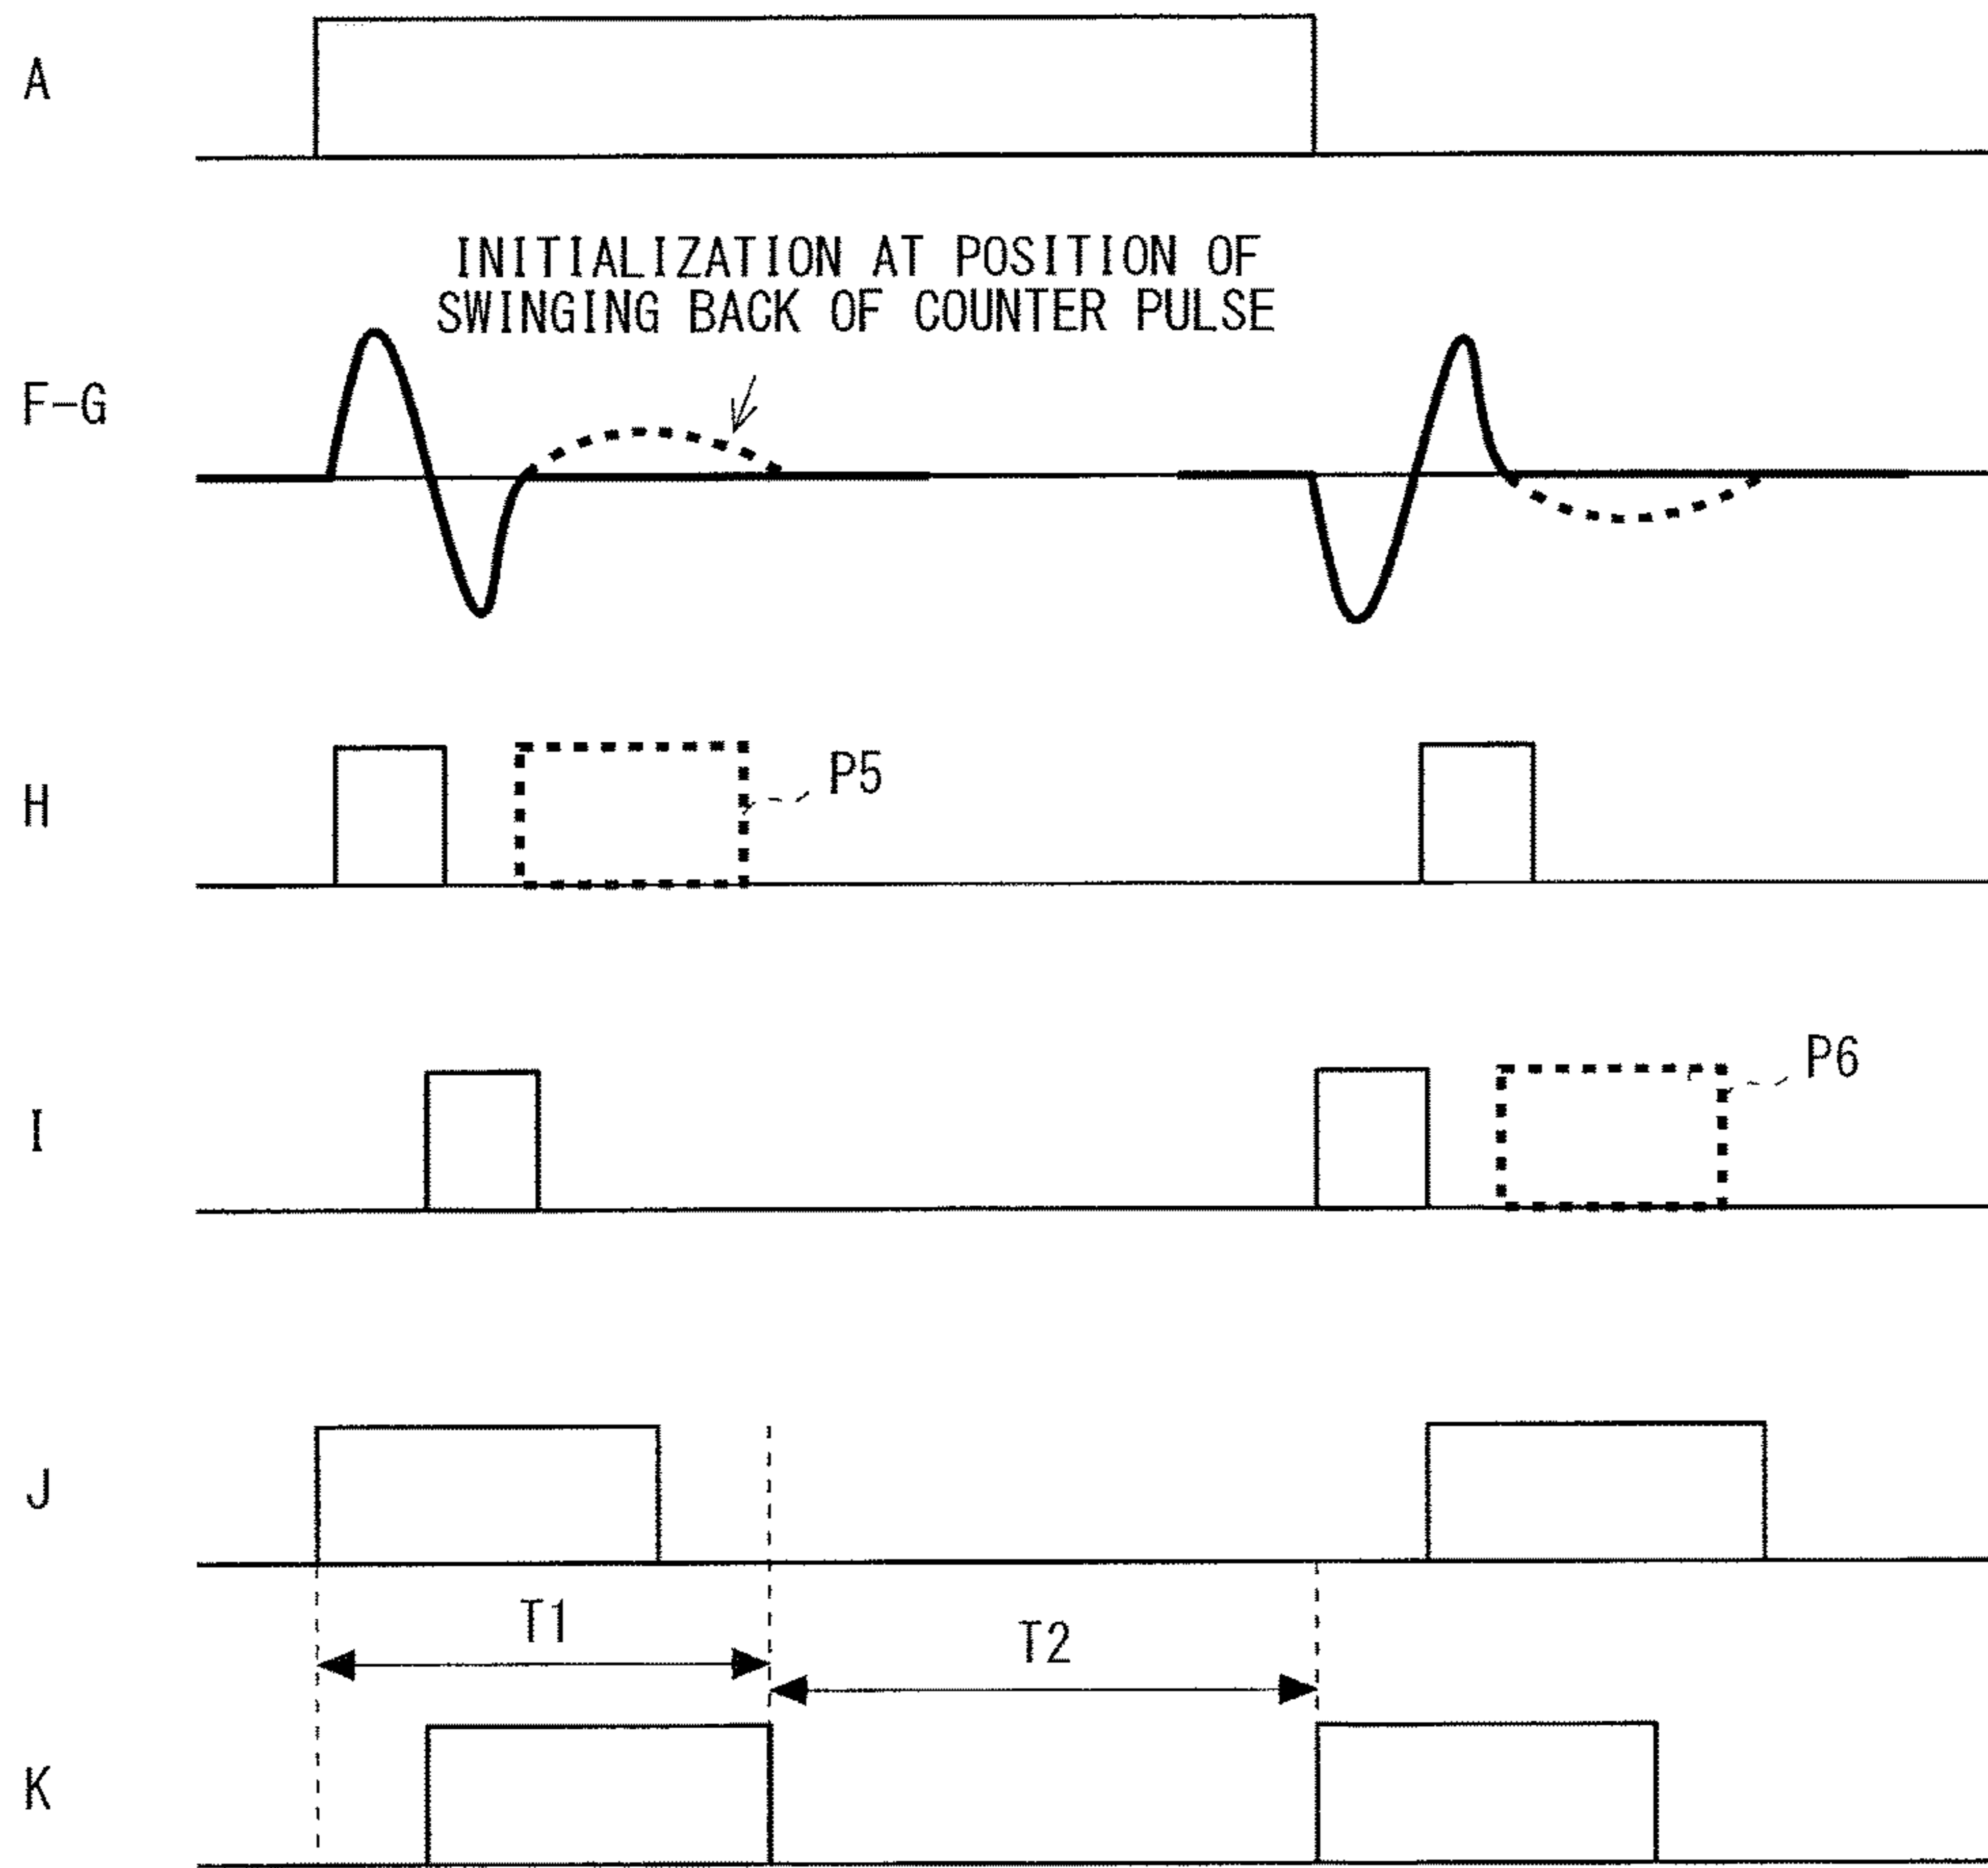 A
INITIALIZATION AT POSITION OF
SWINGING BACK OF COUNTER PULSE
F-G
H
P5
I
P6
J
T1
T2
K